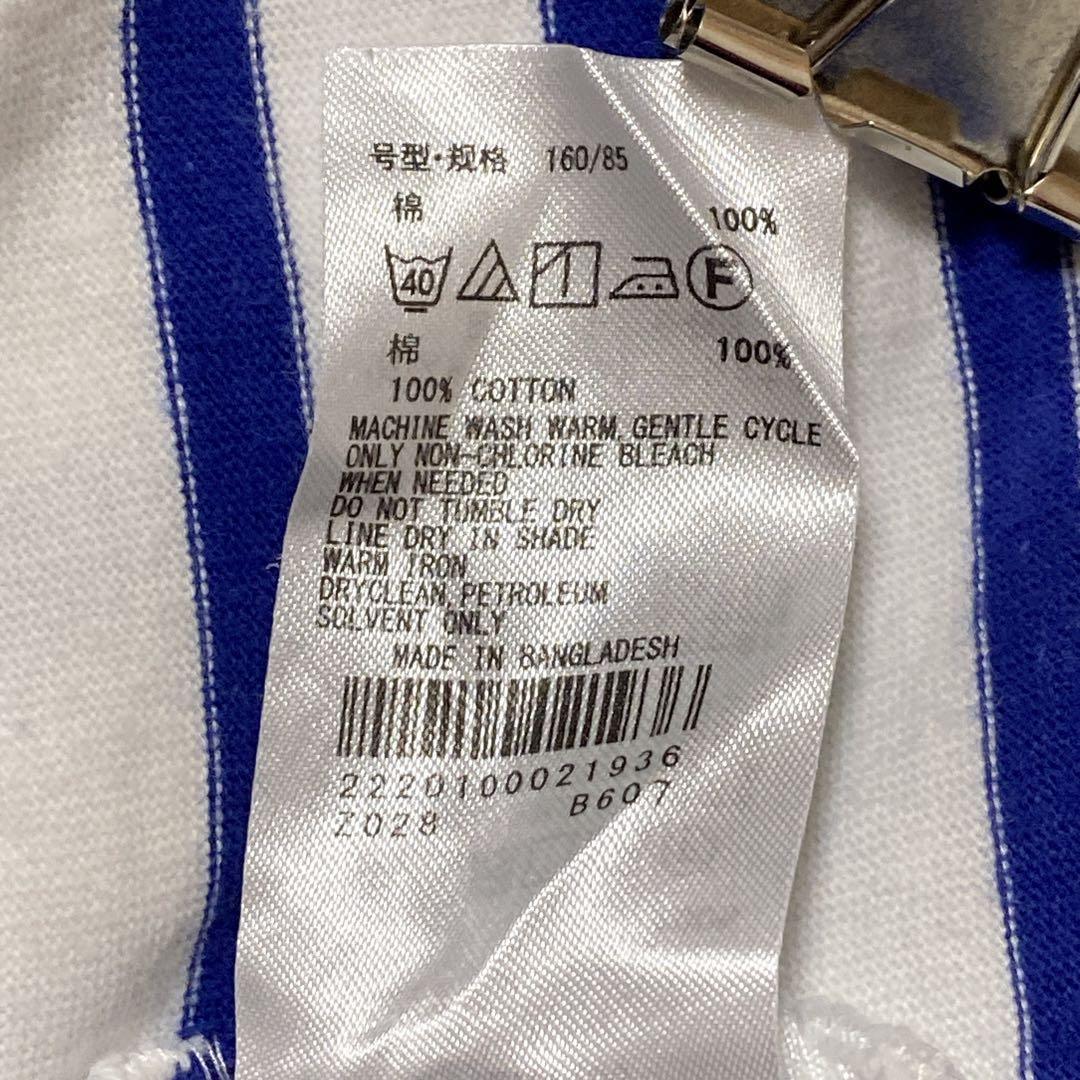 号型·规格 160/85
棉 100%
40 F
棉 100%
100% COTTON
MACHINE WASH WARM GENTLE CYCLE
ONLY NON-CHLORINE BLEACH
WHEN NEEDED
DO NOT TUMBLE DRY
LINE DRY IN SHADE
WARM IRON
DRYCLEAN, PETROLEUM
SOLVENT ONLY
MADE IN BANGLADESH
2220100021936
Z028 B607